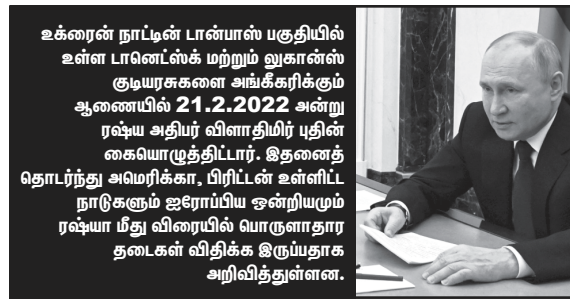 உக்ரைன் நாட்டின் டான்பாஸ் பகுதியில்
உள்ள டானெட்ஸ்க் மற்றும் லுகான்ஸ்
குடியரசுகளை அங்கீகரிக்கும்
ஆணையில் 21.2.2022 அன்று
ரஷ்ய அதிபர் விளாதிமிர் புதின்
கையொழுத்திட்டார். இதனைத்
தொடர்ந்து அமெரிக்கா, பிரிட்டன் உள்ளிட்ட
நாடுகளும் ஐரோப்பிய ஒன்றியமும்
ரஷ்யா மீது விரையில் பொருளாதார
தடைகள் விதிக்க இருப்பதாக
அறிவித்துள்ளன.